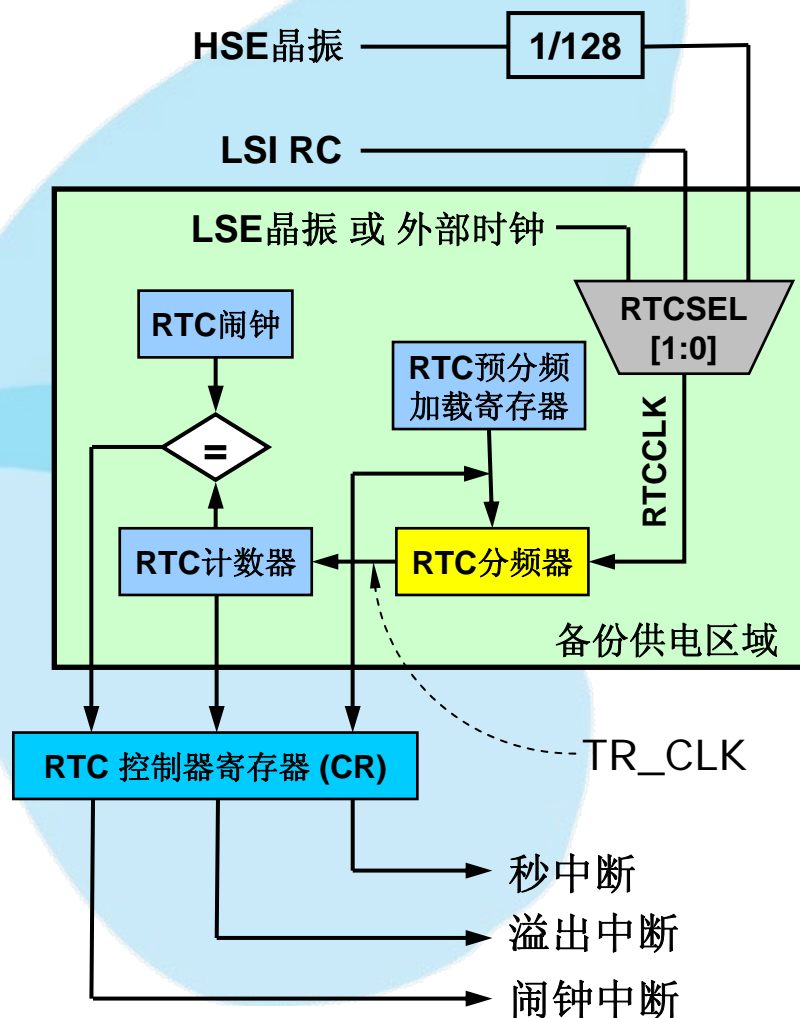 HSE晶振
1/128
LSI RC
LSE晶振 或 外部时钟
RTCSEL
[1:0]
RTC闹钟
RTC预分频
加载寄存器
RTCCLK
=
RTC计数器
RTC分频器
备份供电区域
RTC 控制器寄存器 (CR)
TR_CLK
秒中断
溢出中断
闹钟中断